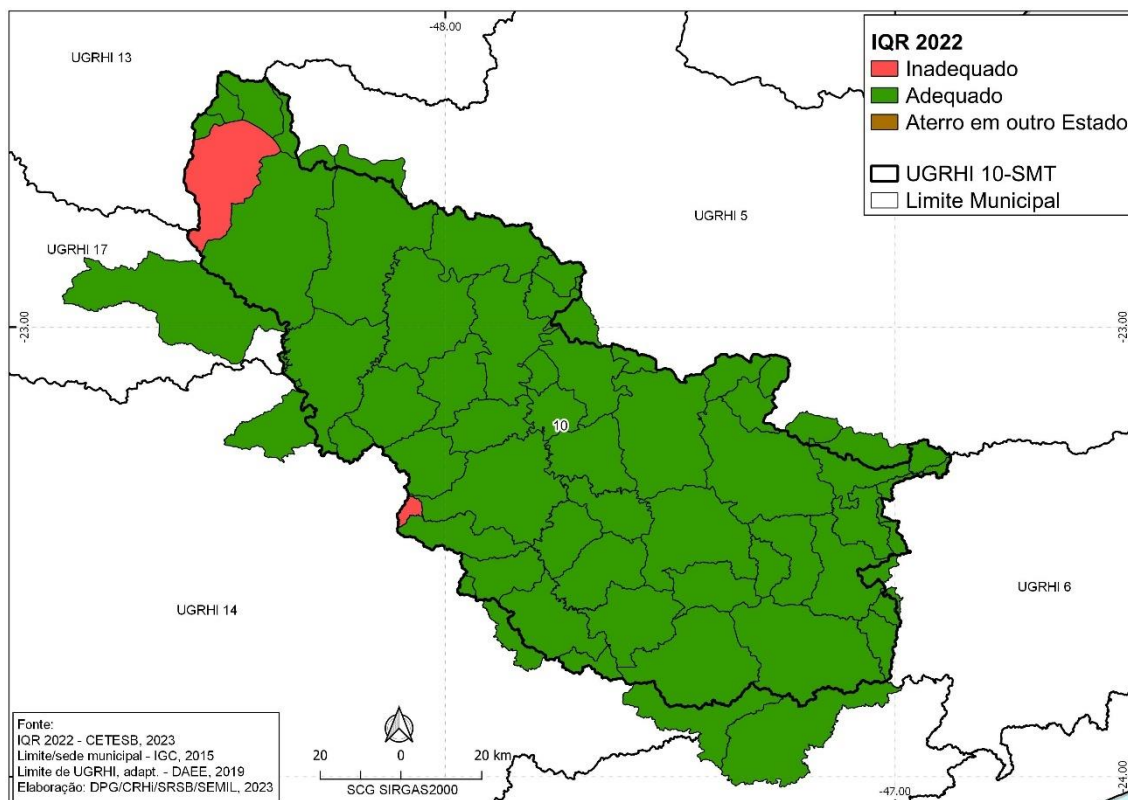 -48.00
UGRHI 13
IQR 2022
Inadequado
Adequado
Aterro em outro Estado
UGRHI 10-SMT
Limite Municipal
UGRHI 5
UGRHI 17
-23.00
-23.00
10
UGRHI 14
UGRHI 6
Fonte:
IQR 2022 - CETESB, 2023
Limite/sede municipal - IGC, 2015
Limite de UGRHI, adapt. - DAEE, 2019
Elaboração: DPG/CRHi/SRSB/SEMIL, 2023
20 0 20 km
SCG SIRGAS2000
-47.00
-24.00